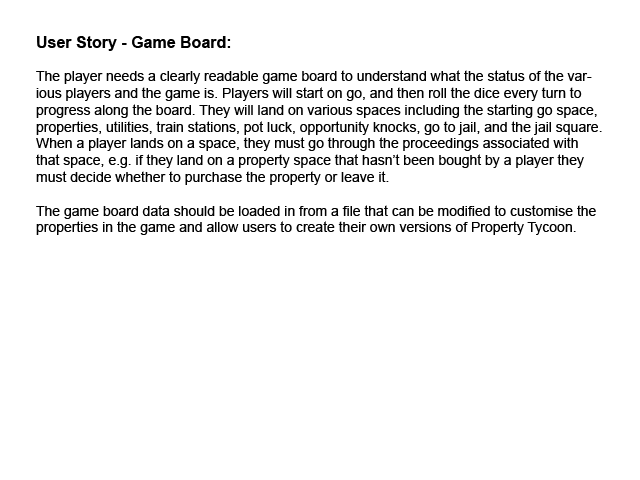 User Story - Game Board:
The player needs a clearly readable game board to understand what the status of the var-
ious players and the game is. Players will start on go, and then roll the dice every turn to
progress along the board. They will land on various spaces including the starting go space,
properties, utilities, train stations, pot luck, opportunity knocks, go to jail, and the jail square.
When a player lands on a space, they must go through the proceedings associated with
that space, e.g. if they land on a property space that hasn't been bought by a player they
must decide whether to purchase the property or leave it.
The game board data should be loaded in from a file that can be modified to customise the
properties in the game and allow users to create their own versions of Property Tycoon.